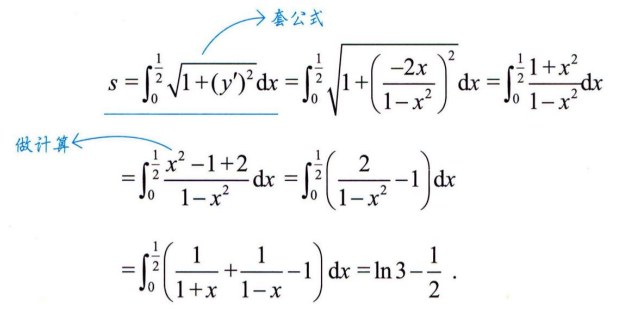 套公式
s = ∫₀^{1/2} √(1+(y′)²) dx = ∫₀^{1/2} √(1+((−2x)/(1−x²))²) dx = ∫₀^{1/2} (1+x²)/(1−x²) dx
做计算
= ∫₀^{1/2} (x²−1+2)/(1−x²) dx = ∫₀^{1/2} (2/(1−x²) −1) dx
= ∫₀^{1/2} (1/(1+x) + 1/(1−x) −1) dx = ln 3 − 1/2 .